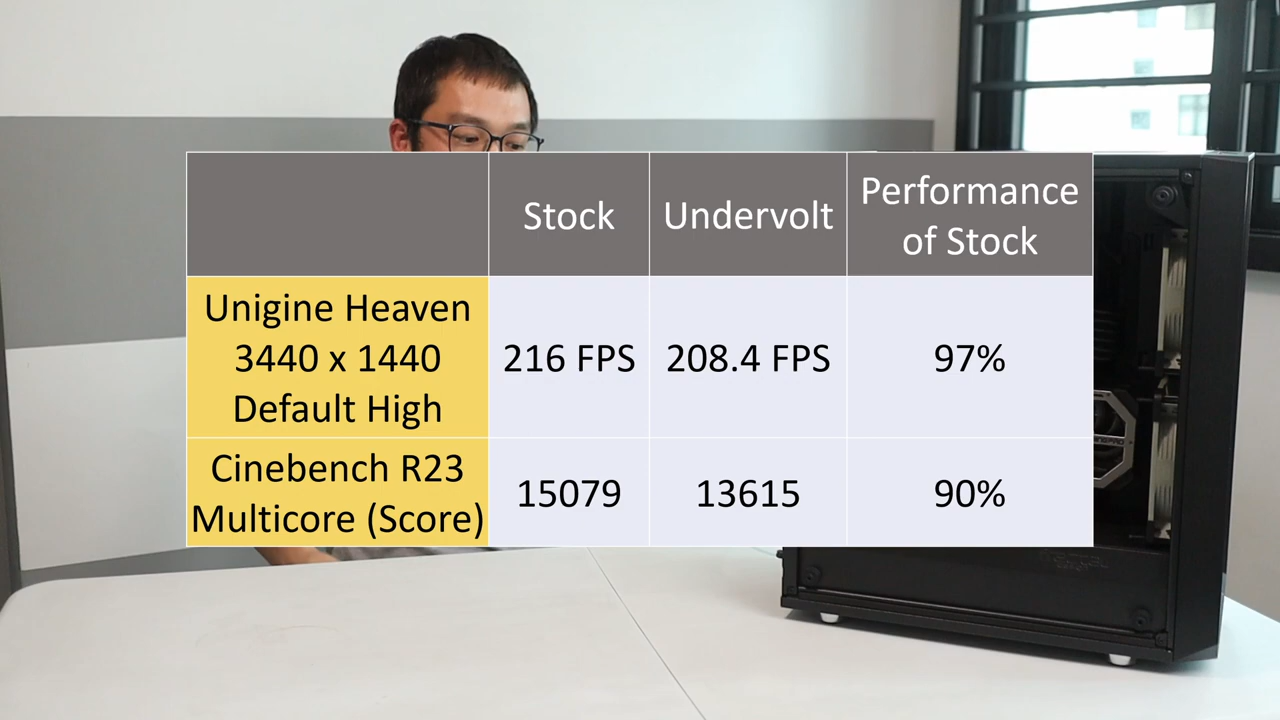 Stock
Undervolt
Performance
of Stock
Unigine Heaven
3440 x 1440
Default High
216 FPS
208.4 FPS
97%
Cinebench R23
Multicore (Score)
15079
13615
90%